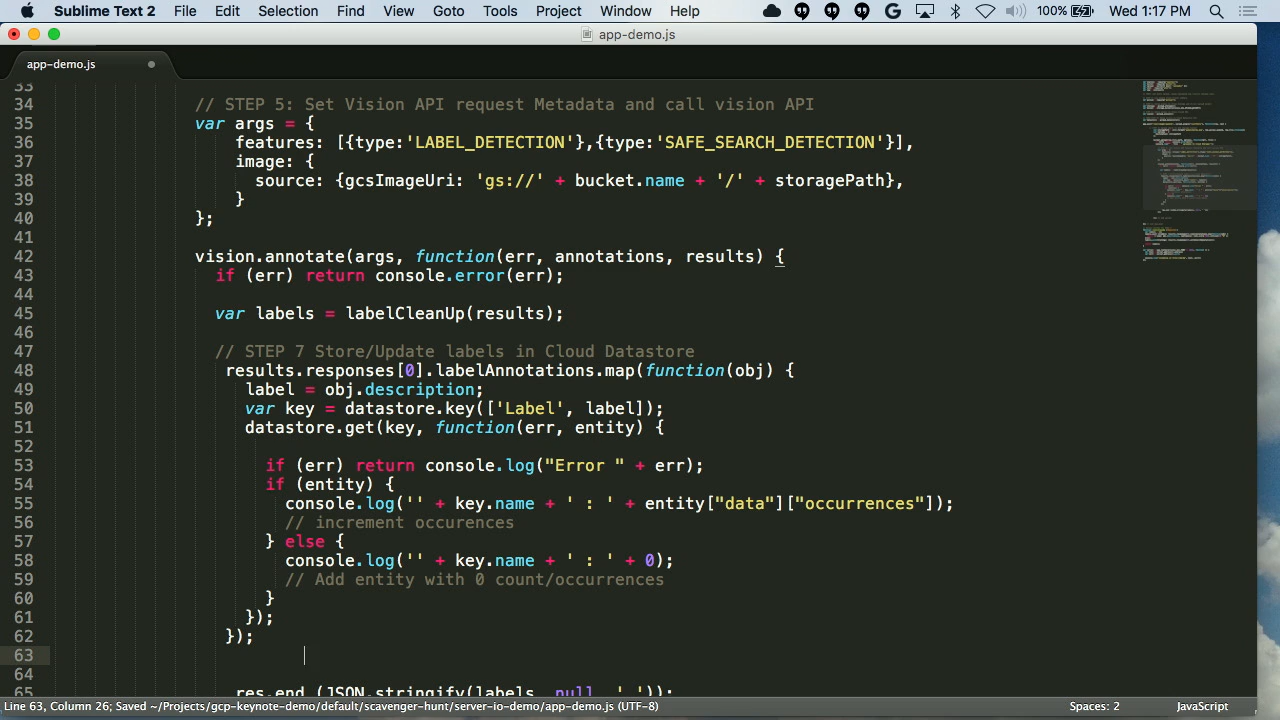 Sublime Text 2 File Edit Selection Find View Goto Tools Project Window Help 100% Wed 1:17 PM
app-demo.js
app-demo.js
33
34 // STEP 5: Set Vision API request Metadata and call vision API
35 var args = {
36 features: [{type:'LABEL_DETECTION'},{type:'SAFE_SEARCH_DETECTION'}],
37 image: {
38 source: {gcsImageUri: 'gs://' + bucket.name + '/' + storagePath},
39 }
40 };
41
42 vision.annotate(args, function(err, annotations, results) {
43 if (err) return console.error(err);
44
45 var labels = labelCleanUp(results);
46
47 // STEP 7 Store/Update labels in Cloud Datastore
48 results.responses[0].labelAnnotations.map(function(obj) {
49 label = obj.description;
50 var key = datastore.key(['Label', label]);
51 datastore.get(key, function(err, entity) {
52
53 if (err) return console.log("Error " + err);
54 if (entity) {
55 console.log('' + key.name + ' : ' + entity["data"]["occurrences"]);
56 // increment occurences
57 } else {
58 console.log('' + key.name + ' : ' + 0);
59 // Add entity with 0 count/occurrences
60 }
61 });
62 });
63
64
65 res.end (JSON.stringify(labels, null, ' '));
Line 63, Column 26; Saved ~/Projects/gcp-keynote-demo/default/scavenger-hunt/server-io-demo/app-demo.js (UTF-8) Spaces: 2 JavaScript